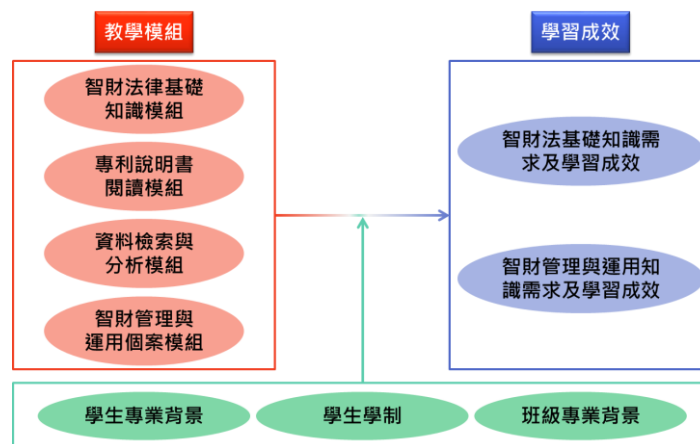 教學模組
智財法律基礎
知識模組
專利說明書
閱讀模組
資料檢索與
分析模組
智財管理與
運用個案模組
學習成效
智財法基礎知識需
求及學習成效
智財管理與運用知
識需求及學習成效
學生專業背景
學生學制
班級專業背景